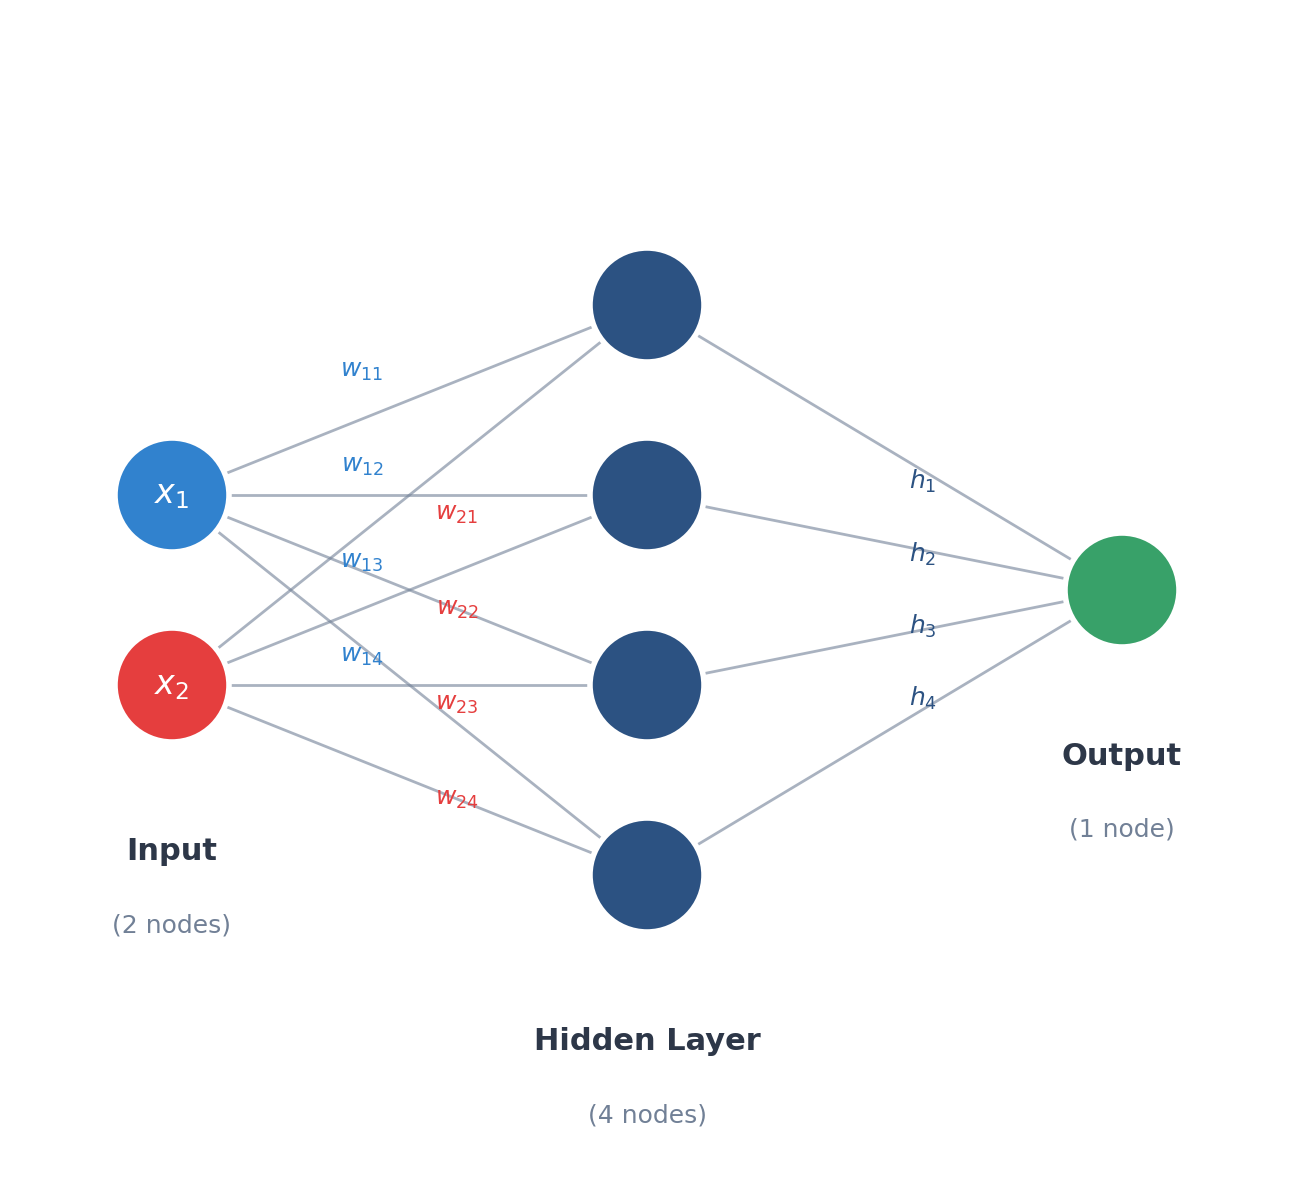 w₁₁
w₁₂
x₁
w₂₁
w₁₃
w₂₂
w₁₄
x₂
w₂₃
w₂₄
h₁
h₂
h₃
h₄
Input
(2 nodes)
Hidden Layer
(4 nodes)
Output
(1 node)